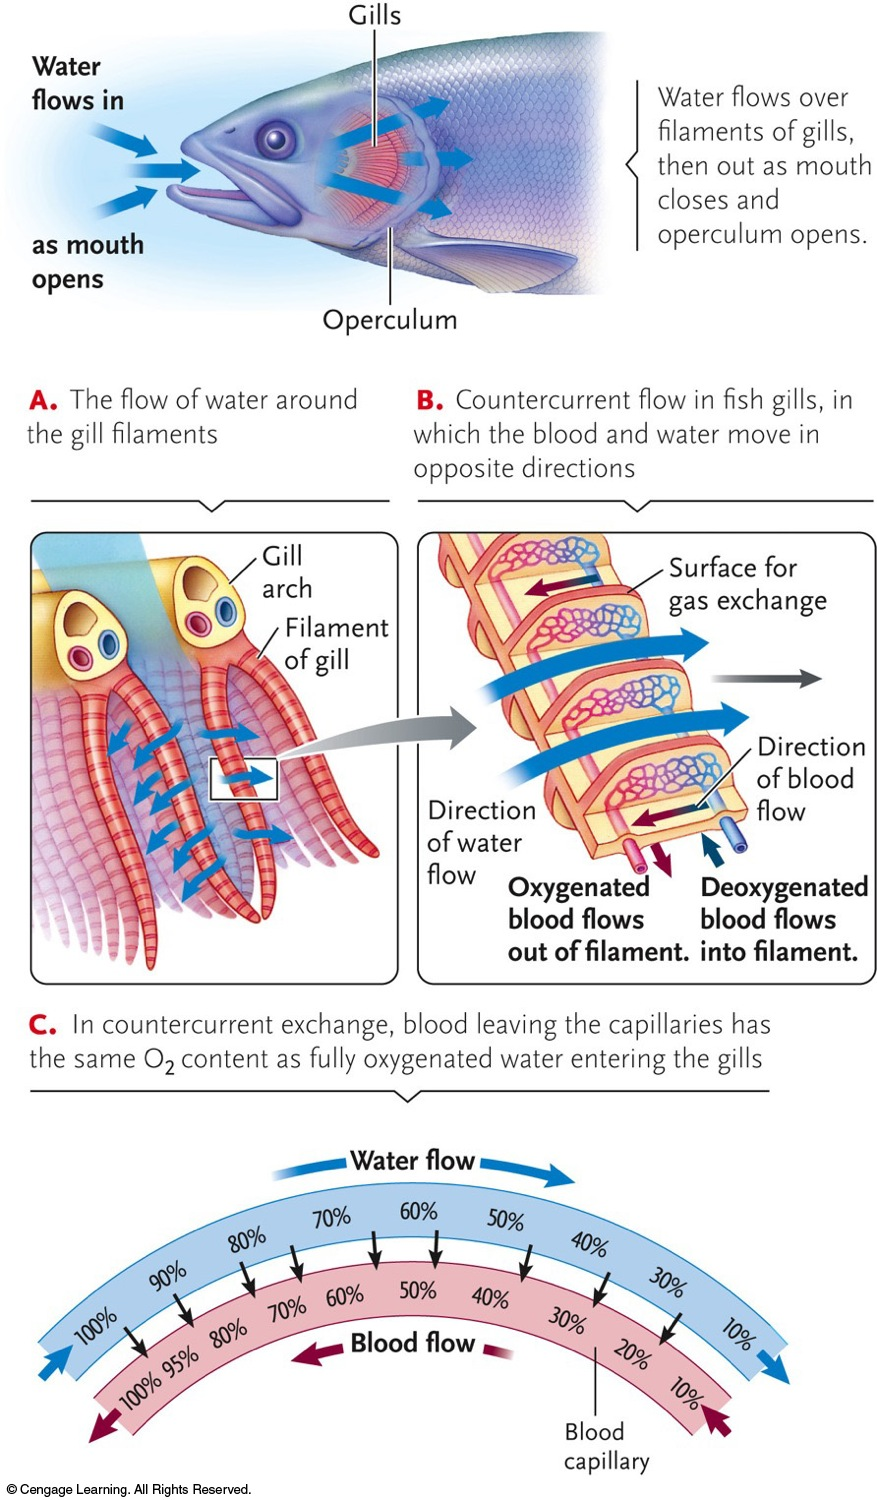 Gills
Water
flows in
as mouth
opens
Water flows over
filaments of gills,
then out as mouth
closes and
operculum opens.
Operculum
A. The flow of water around
the gill filaments
B. Countercurrent flow in fish gills, in
which the blood and water move in
opposite directions
Gill
arch
Filament
of gill
Surface for
gas exchange
Direction
of blood
flow
Direction
of water
flow
Oxygenated
blood flows
out of filament.
Deoxygenated
blood flows
into filament.
C. In countercurrent exchange, blood leaving the capillaries has
the same O₂ content as fully oxygenated water entering the gills
Water flow
100% 90% 80% 70% 60% 50% 40% 30% 10%
100% 95% 80% 70% 60% 50% 40% 30% 20% 10%
Blood flow
Blood
capillary
© Cengage Learning. All Rights Reserved.